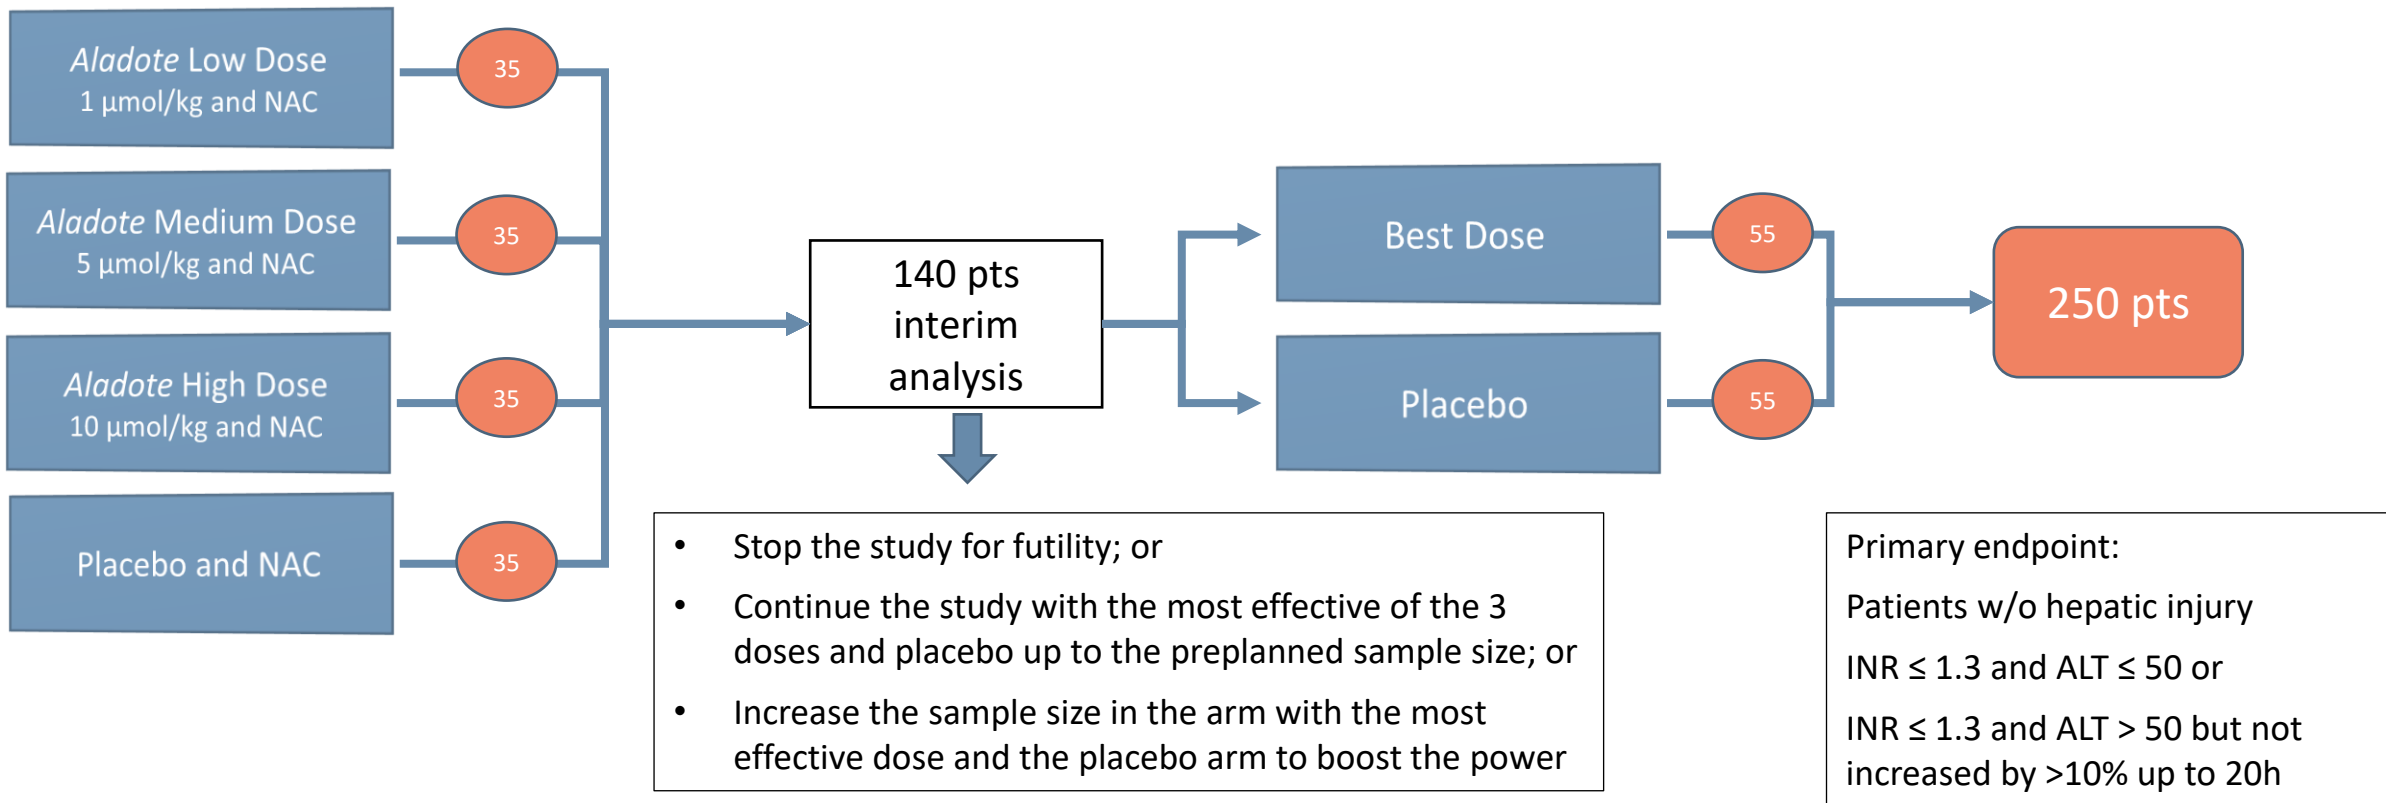 Aladote Low Dose
1 µmol/kg and NAC
35
Aladote Medium Dose
5 µmol/kg and NAC
35
Aladote High Dose
10 µmol/kg and NAC
35
Placebo and NAC
35
140 pts
interim
analysis
Best Dose
55
Placebo
55
250 pts
• Stop the study for futility; or
• Continue the study with the most effective of the 3
doses and placebo up to the preplanned sample size; or
• Increase the sample size in the arm with the most
effective dose and the placebo arm to boost the power
Primary endpoint:
Patients w/o hepatic injury
INR ≤ 1.3 and ALT ≤ 50 or
INR ≤ 1.3 and ALT > 50 but not
increased by >10% up to 20h